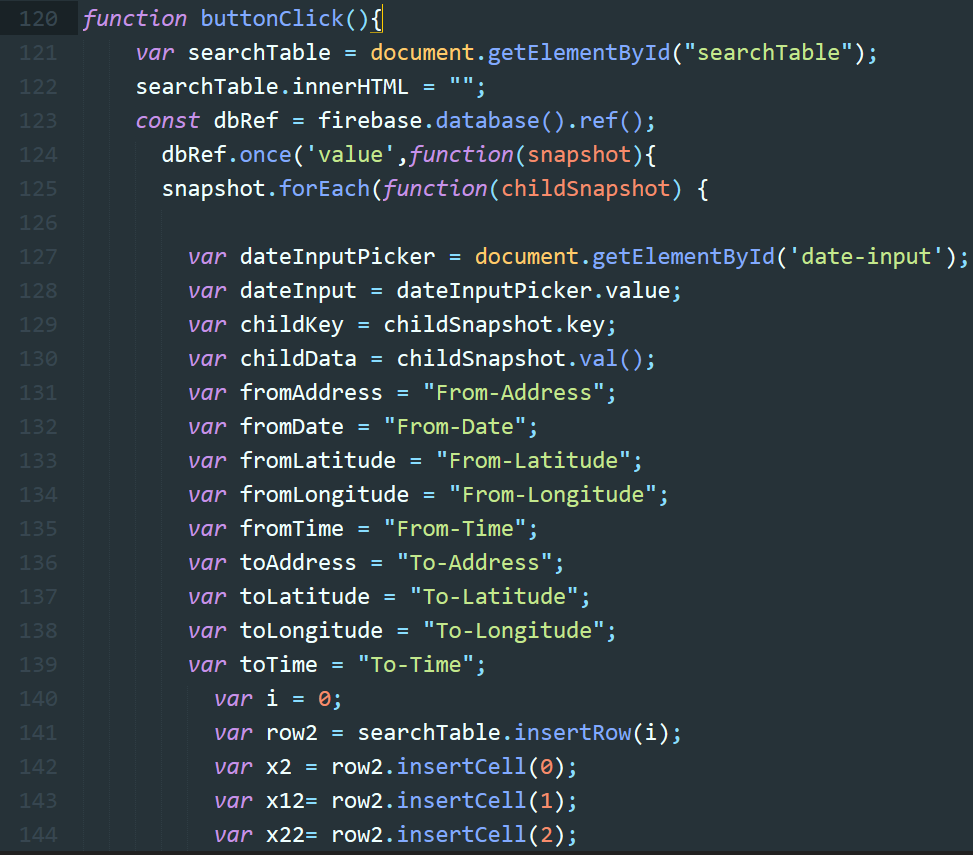 120 function buttonClick(){
121 var searchTable = document.getElementById("searchTable");
122 searchTable.innerHTML = "";
123 const dbRef = firebase.database().ref();
124 dbRef.once('value',function(snapshot){
125 snapshot.forEach(function(childSnapshot) {
126
127 var dateInputPicker = document.getElementById('date-input');
128 var dateInput = dateInputPicker.value;
129 var childKey = childSnapshot.key;
130 var childData = childSnapshot.val();
131 var fromAddress = "From-Address";
132 var fromDate = "From-Date";
133 var fromLatitude = "From-Latitude";
134 var fromLongitude = "From-Longitude";
135 var fromTime = "From-Time";
136 var toAddress = "To-Address";
137 var toLatitude = "To-Latitude";
138 var toLongitude = "To-Longitude";
139 var toTime = "To-Time";
140 var i = 0;
141 var row2 = searchTable.insertRow(i);
142 var x2 = row2.insertCell(0);
143 var x12= row2.insertCell(1);
144 var x22= row2.insertCell(2);